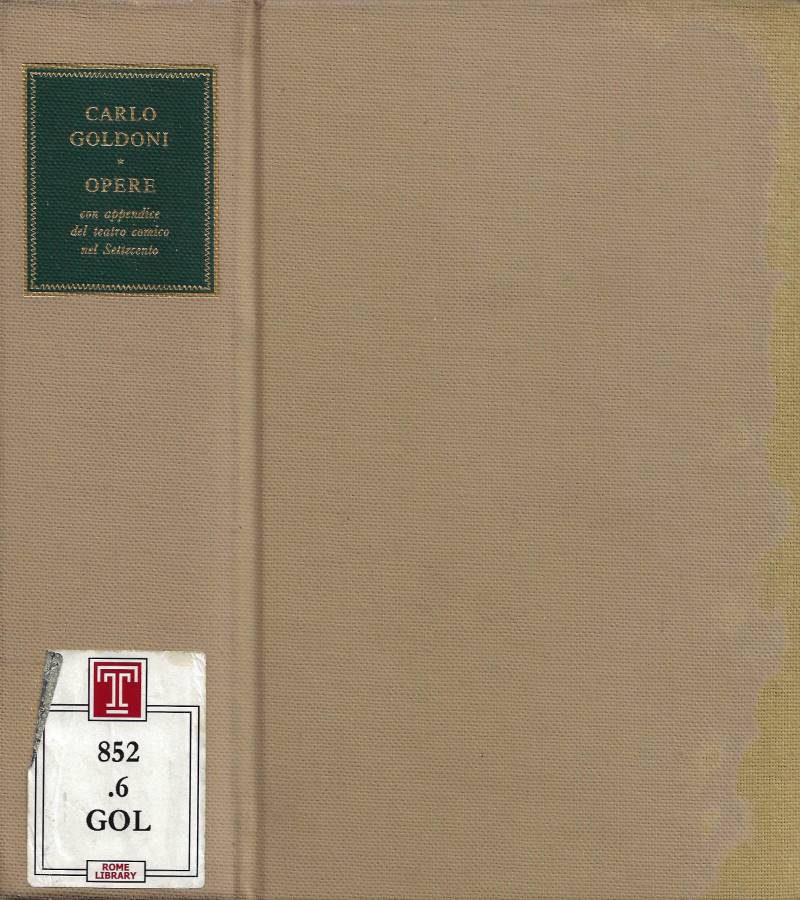 CARLO
GOLDONI
*
OPERE
con appendice
del teatro comico
nel Settecento
T
852
.6
GOL
ROME
LIBRARY